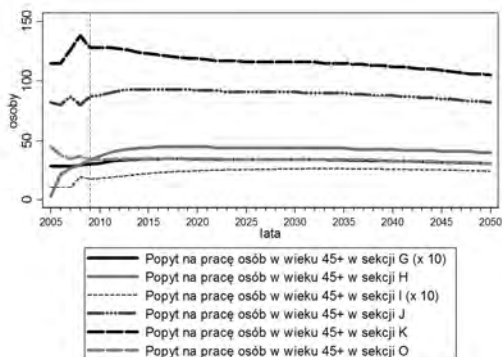 150
100
50
0
osoby
2005 2010 2015 2020 2025 2030 2035 2040 2045 2050
lata
Popyt na pracę osób w wieku 45+ w sekcji G (x 10)
Popyt na pracę osób w wieku 45+ w sekcji H
Popyt na pracę osób w wieku 45+ w sekcji I (x 10)
Popyt na pracę osób w wieku 45+ w sekcji J
Popyt na pracę osób w wieku 45+ w sekcji K
Popyt na pracę osób w wieku 45+ w sekcji O